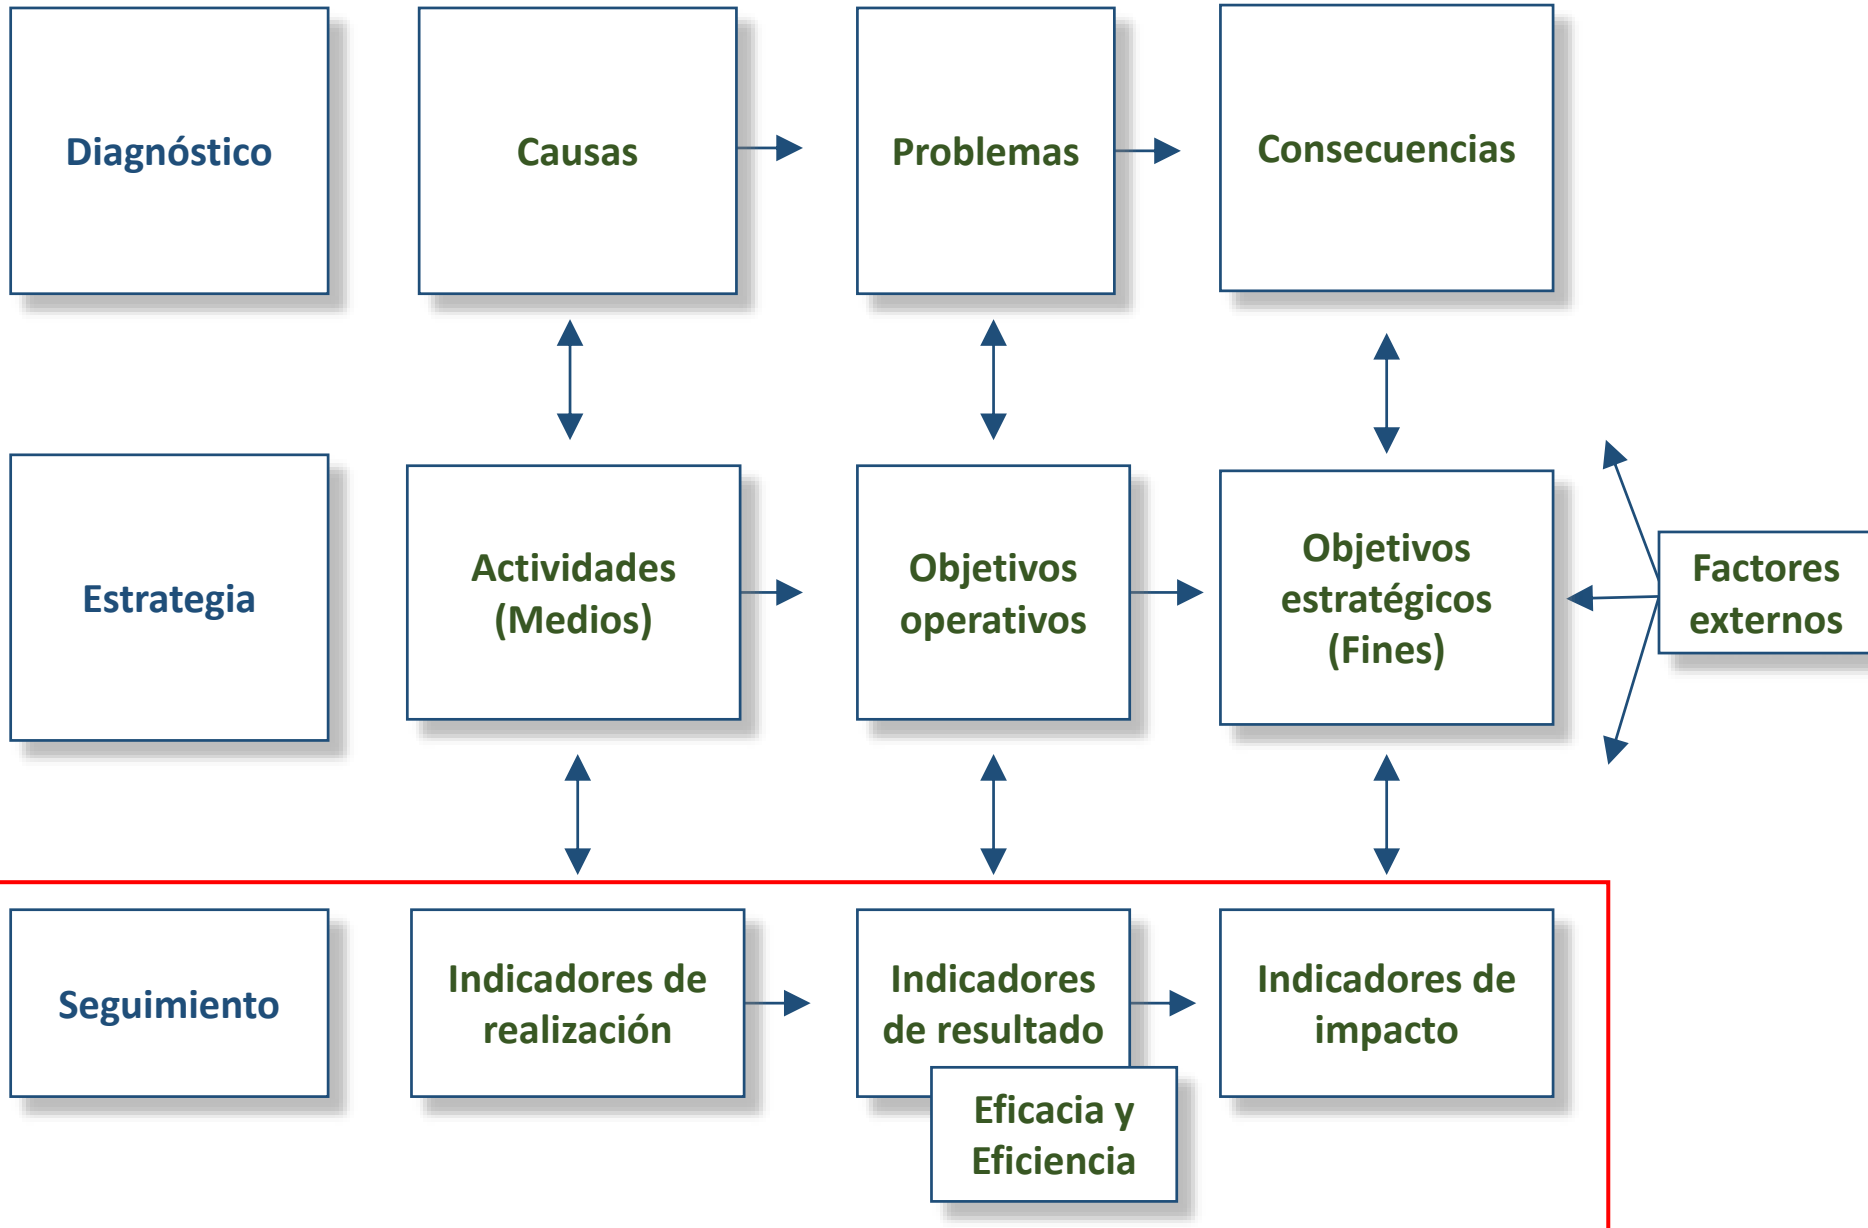 Diagnóstico
Causas
Problemas
Consecuencias
Estrategia
Actividades
(Medios)
Objetivos
operativos
Objetivos
estratégicos
(Fines)
Factores
externos
Seguimiento
Indicadores de
realización
Indicadores
de resultado
Eficacia y
Eficiencia
Indicadores de
impacto